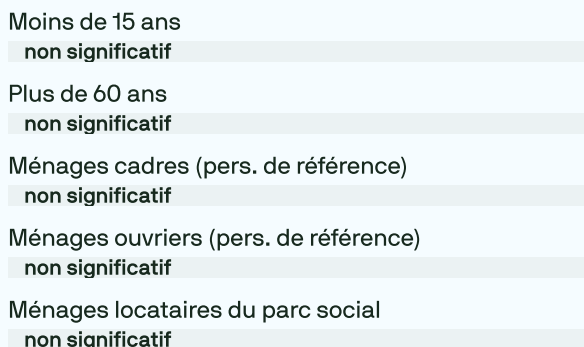 Moins de 15 ans
non significatif
Plus de 60 ans
non significatif
Ménages cadres (pers. de référence)
non significatif
Ménages ouvriers (pers. de référence)
non significatif
Ménages locataires du parc social
non significatif